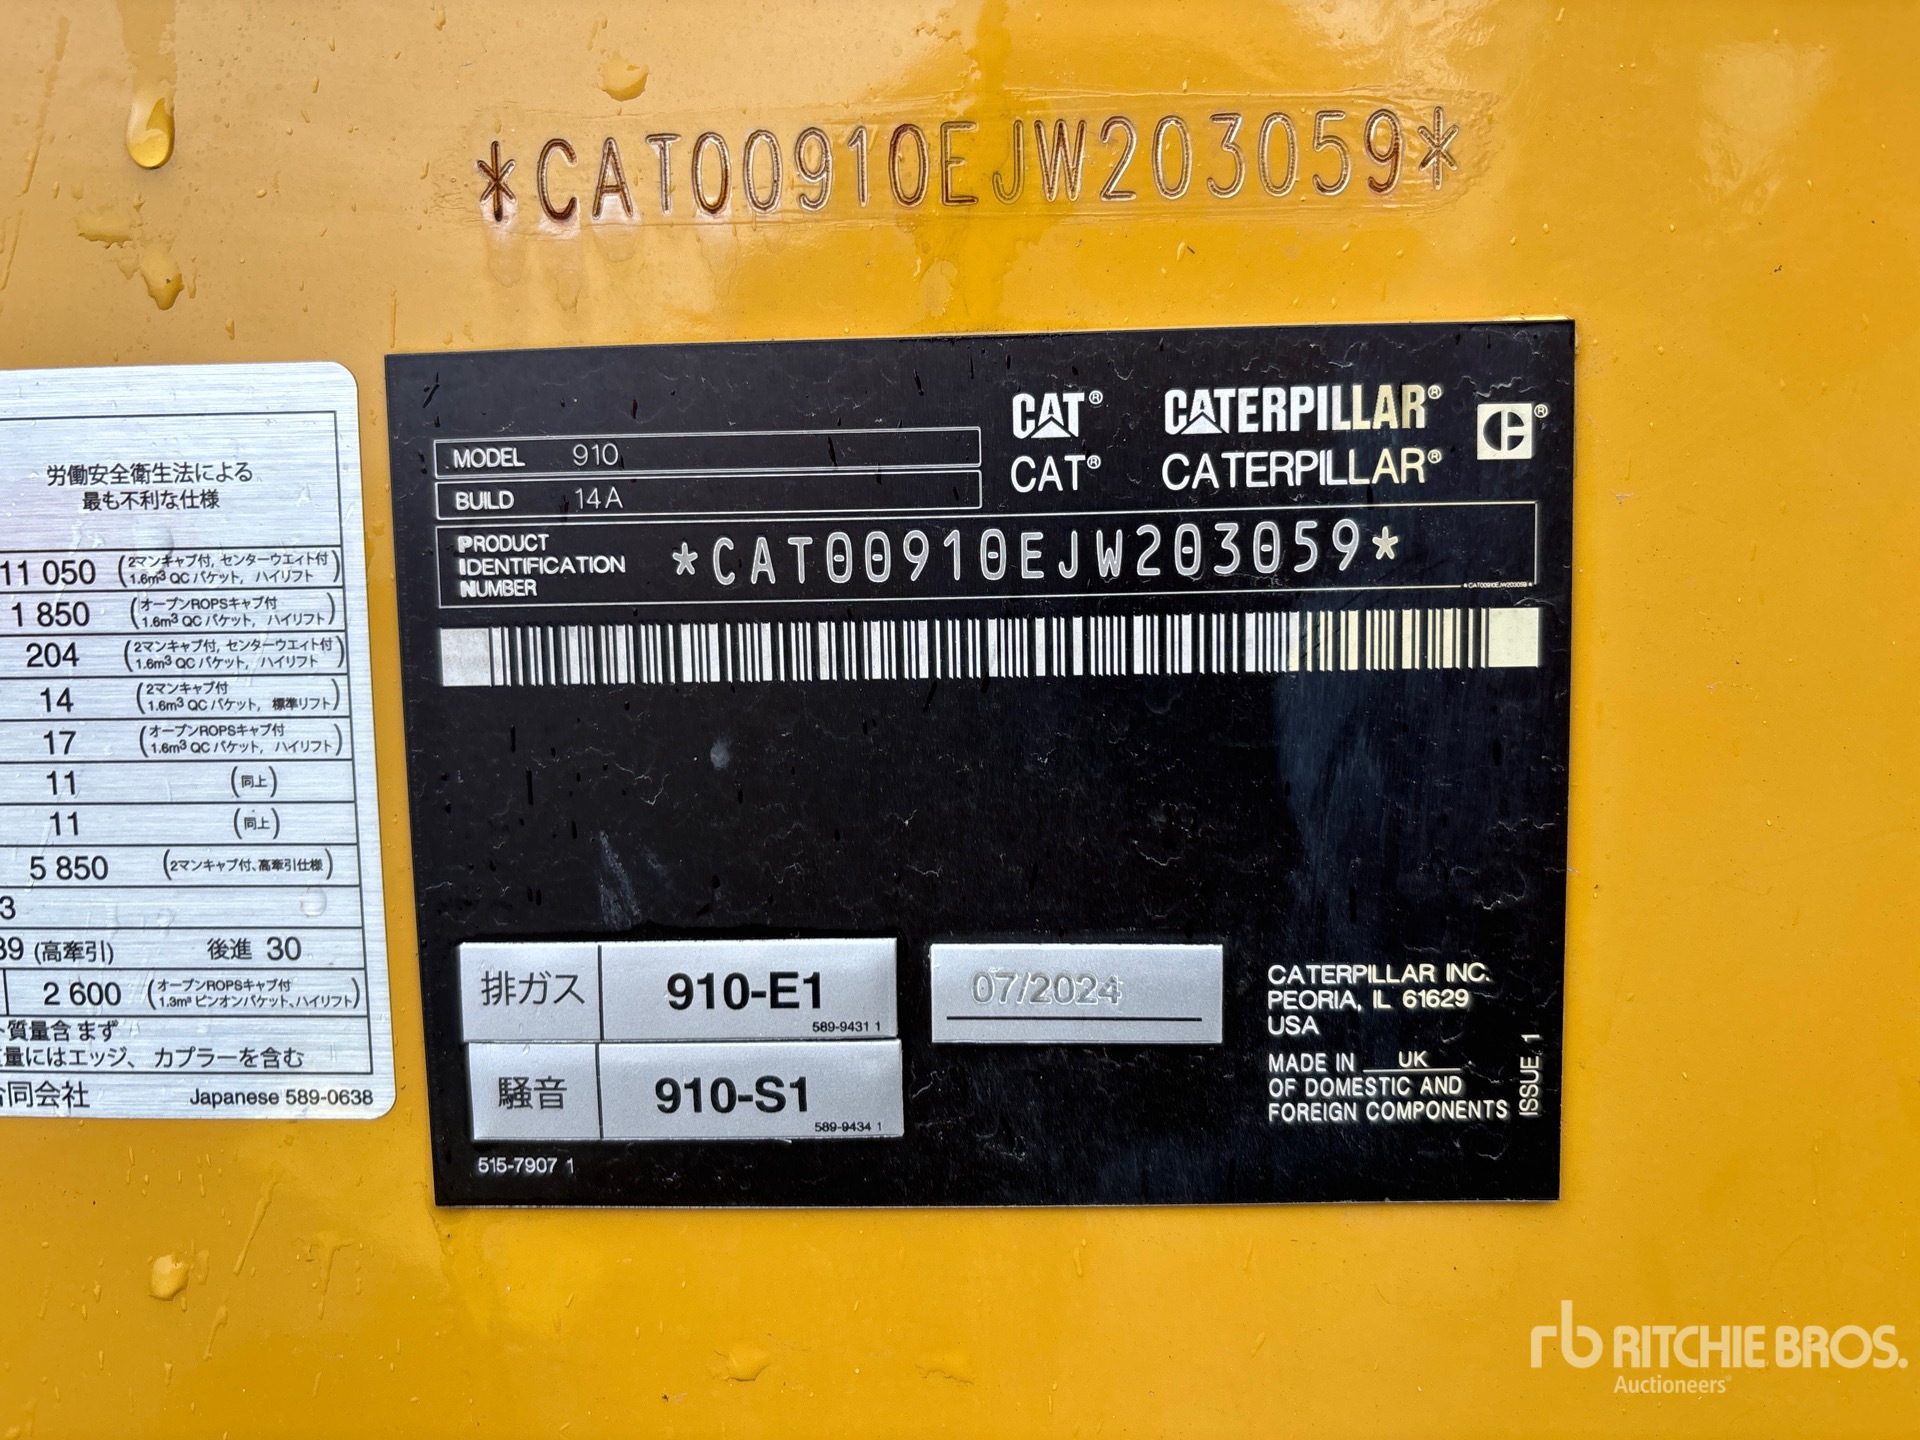 *CAT00910EJW203059*
労働安全衛生法による
最も不利な仕様
11 050 (2マンキャブ付, センターウエイト付
1.6m³ QC バケット, ハイリフト)
1 850 (オープンROPSキャブ付
1.6m³ QC バケット, ハイリフト)
204 (2マンキャブ付, センターウエイト付
1.6m³ QC バケット, ハイリフト)
14 (2マンキャブ付
1.6m³ QC バケット, 標準リフト)
17 (オープンROPSキャブ付
1.6m³ QC バケット, ハイリフト)
11 (同上)
11 (同上)
5 850 (2マンキャブ付、高牽引仕様)
3
39 (高牽引) 後進 30
2 600 (オープンROPSキャブ付
1.3m³ ピンオンバケット、ハイリフト)
質量含まず
量にはエッジ、カプラーを含む
合同会社 Japanese 589-0638
CAT® CATERPILLAR®
CAT® CATERPILLAR®
MODEL 910
BUILD 14A
PRODUCT
IDENTIFICATION
NUMBER
*CAT00910EJW203059*
*CAT00910EJW203059*
排ガス 910-E1
589-9431 1
騒音 910-S1
589-9434 1
515-7907 1
07/2024
CATERPILLAR INC.
PEORIA, IL 61629
USA
MADE IN UK
OF DOMESTIC AND
FOREIGN COMPONENTS
ISSUE 1
rb RITCHIE BROS.
Auctioneers